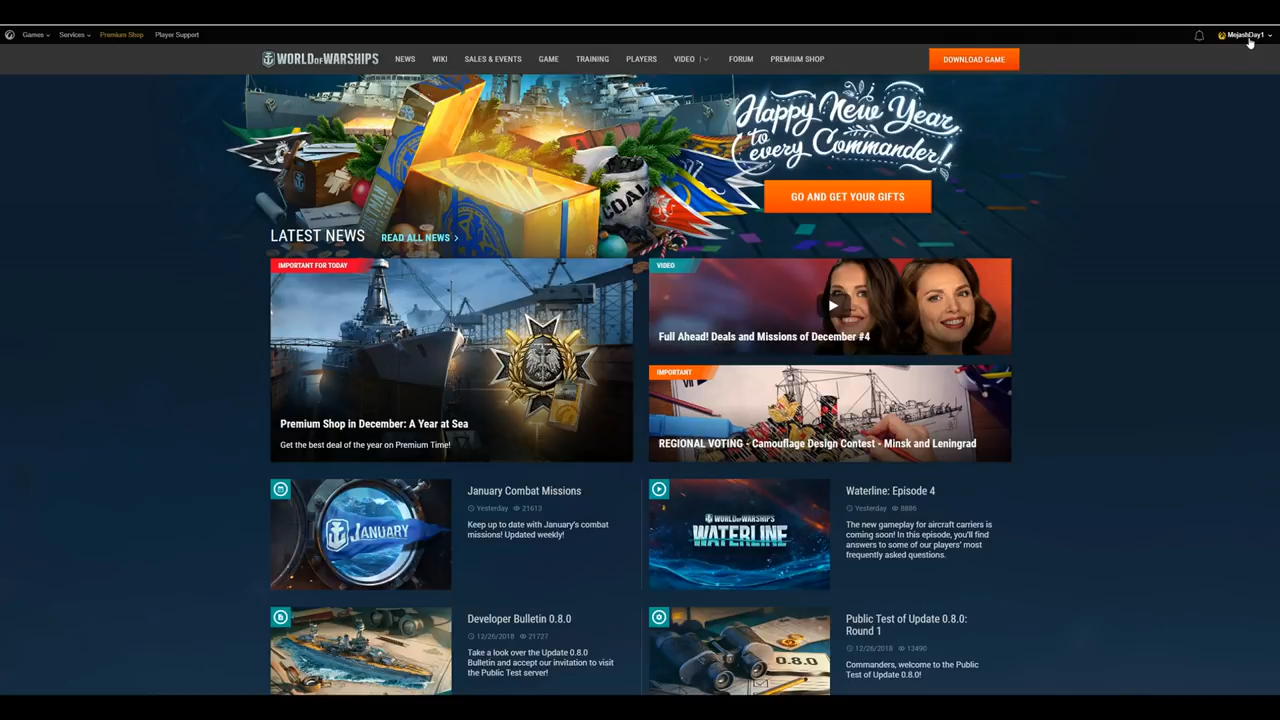 Games
Services
Premium Shop
Player Support
MejashDay1
WORLD OF WARSHIPS
NEWS
WIKI
SALES & EVENTS
GAME
TRAINING
PLAYERS
VIDEO
FORUM
PREMIUM SHOP
DOWNLOAD GAME
Happy New Year
to every Commander!
COAL
GO AND GET YOUR GIFTS
LATEST NEWS
READ ALL NEWS
IMPORTANT FOR TODAY
Premium Shop in December: A Year at Sea
Get the best deal of the year on Premium Time!
VIDEO
Full Ahead! Deals and Missions of December #4
IMPORTANT
REGIONAL VOTING - Camouflage Design Contest - Minsk and Leningrad
JANUARY
January Combat Missions
Yesterday 21613
Keep up to date with January's combat
missions! Updated weekly!
WORLD OF WARSHIPS
WATERLINE
Waterline: Episode 4
Yesterday 8886
The new gameplay for aircraft carriers is
coming soon! In this episode, you'll find
answers to some of our players' most
frequently asked questions.
Developer Bulletin 0.8.0
12/26/2018 21727
Take a look over the Update 0.8.0
Bulletin and accept our invitation to visit
the Public Test server!
0.8.0
Public Test of Update 0.8.0:
Round 1
12/26/2018 13490
Commanders, welcome to the Public
Test of Update 0.8.0!